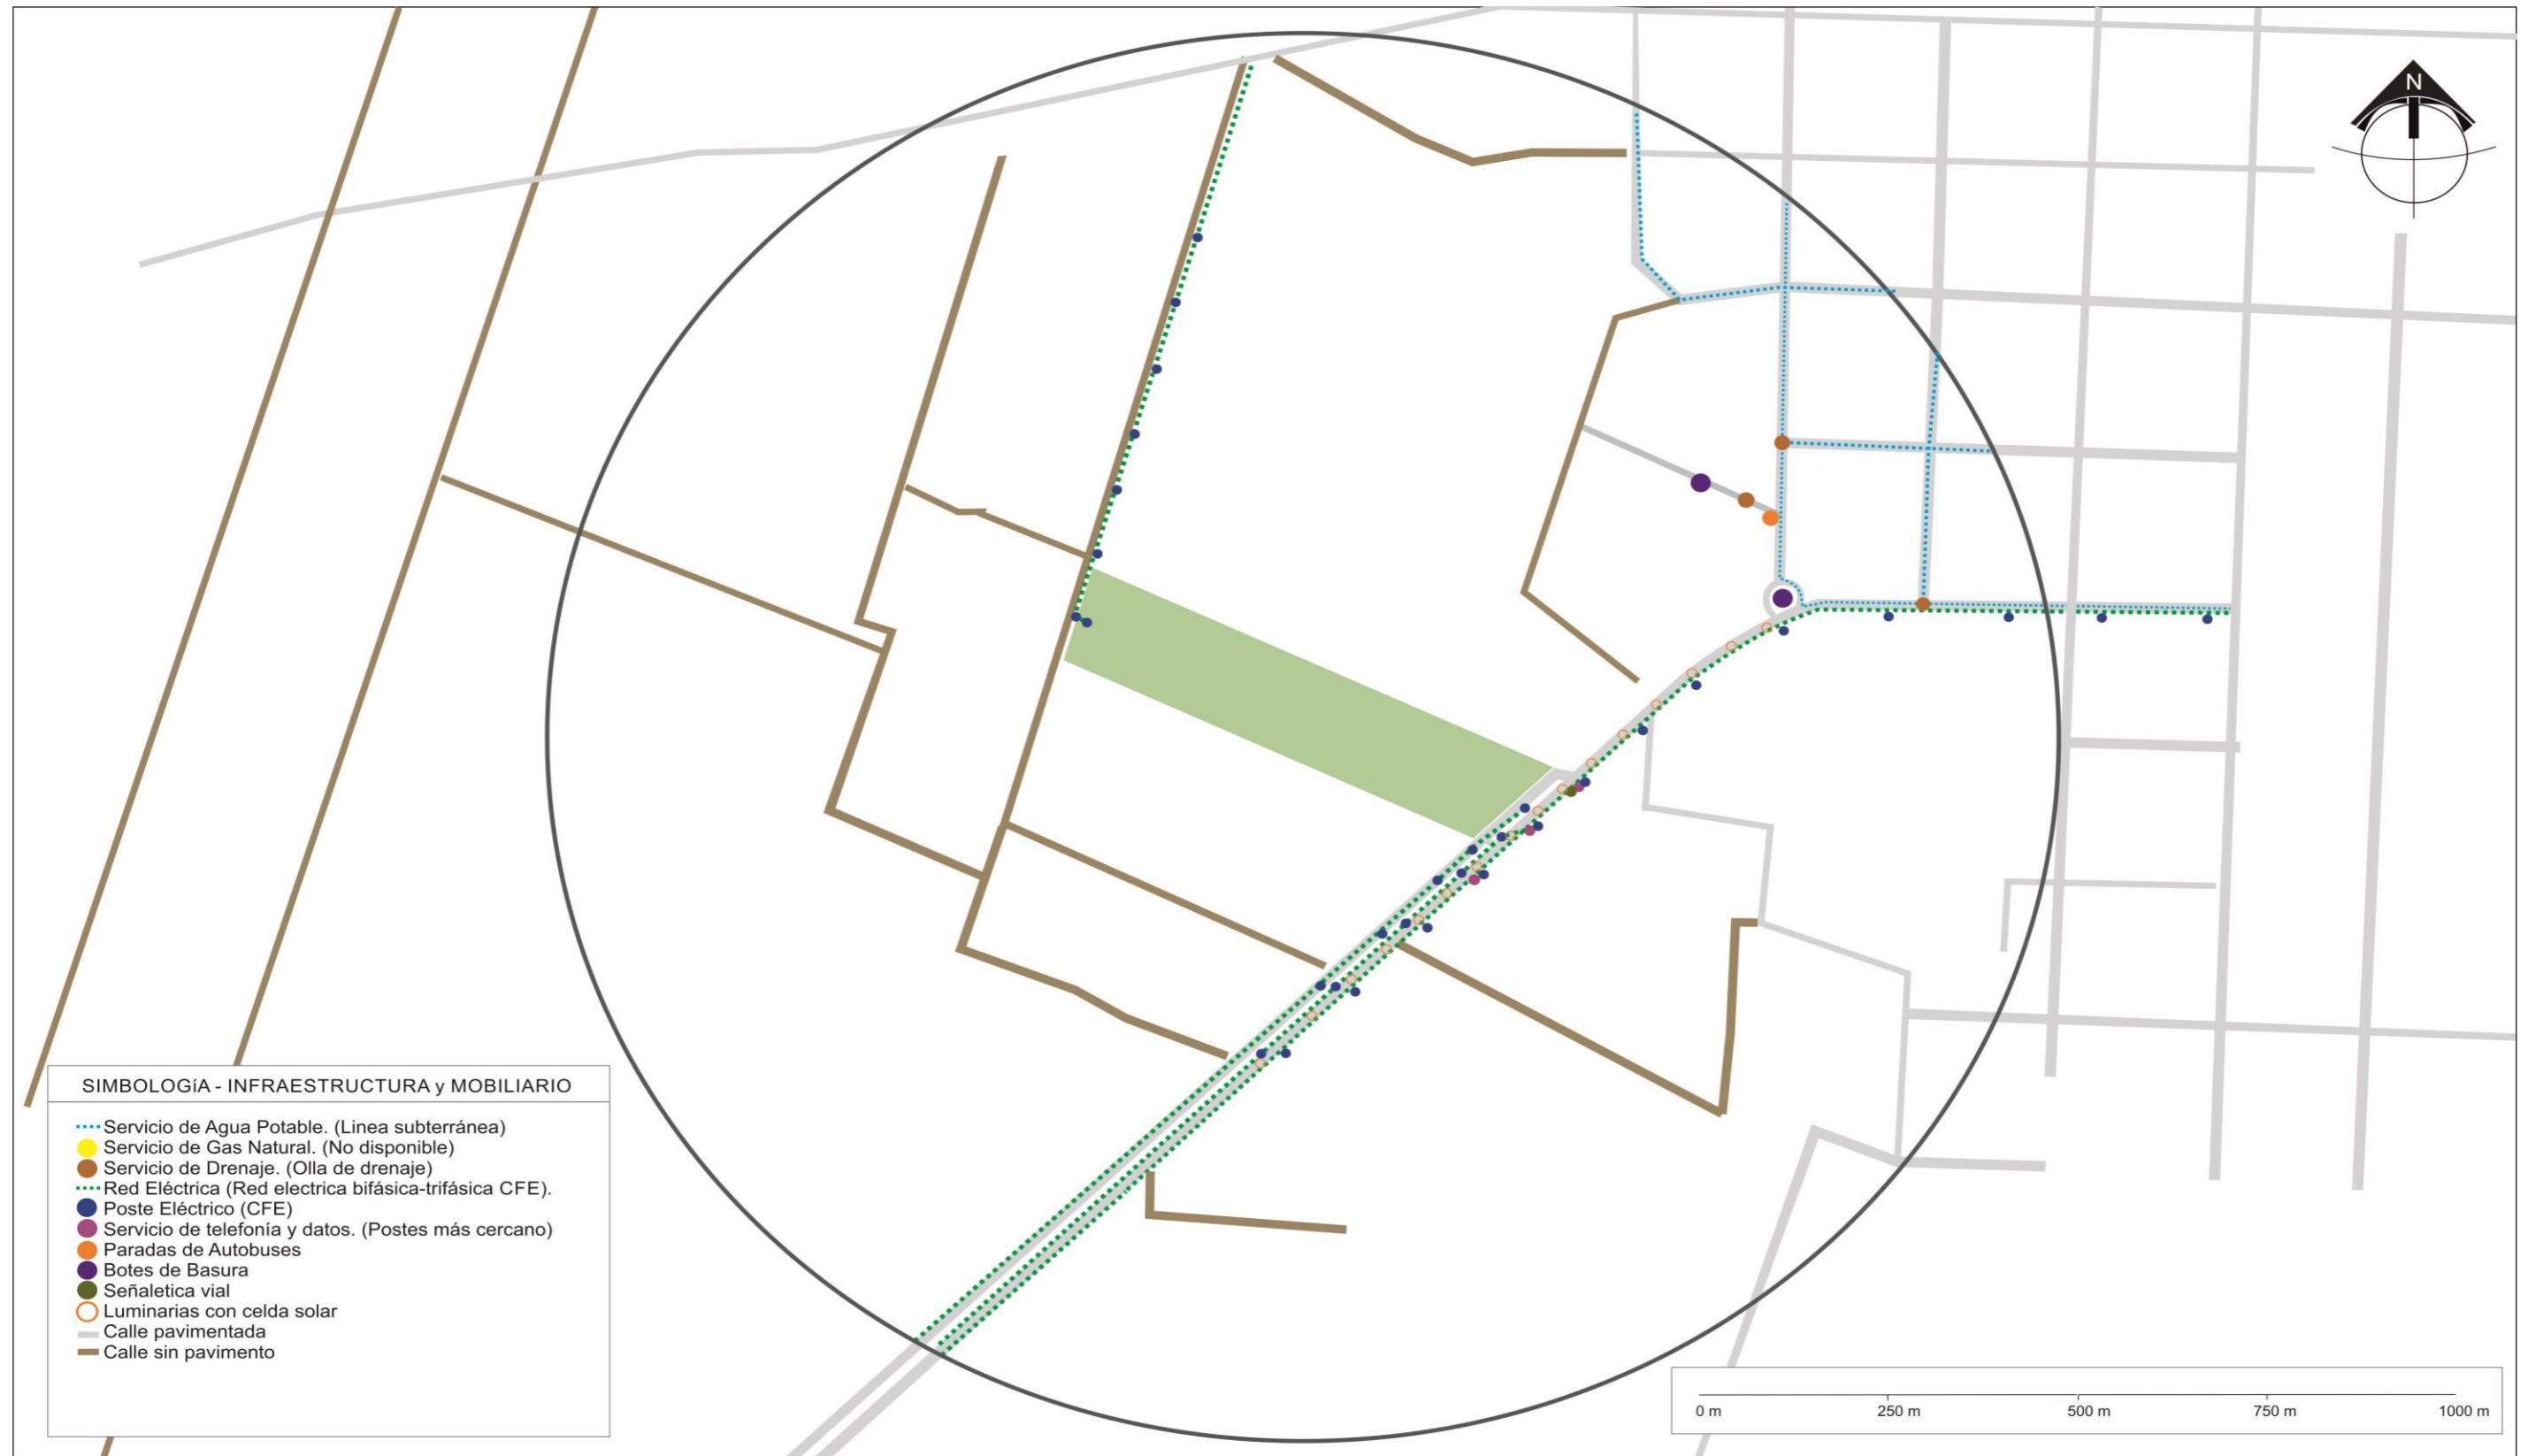 N
SIMBOLOGíA - INFRAESTRUCTURA y MOBILIARIO
Servicio de Agua Potable. (Linea subterránea)
Servicio de Gas Natural. (No disponible)
Servicio de Drenaje. (Olla de drenaje)
Red Eléctrica (Red electrica bifásica-trifásica CFE).
Poste Eléctrico (CFE)
Servicio de telefonía y datos. (Postes más cercano)
Paradas de Autobuses
Botes de Basura
Señaletica vial
Luminarias con celda solar
Calle pavimentada
Calle sin pavimento
0 m 250 m 500 m 750 m 1000 m